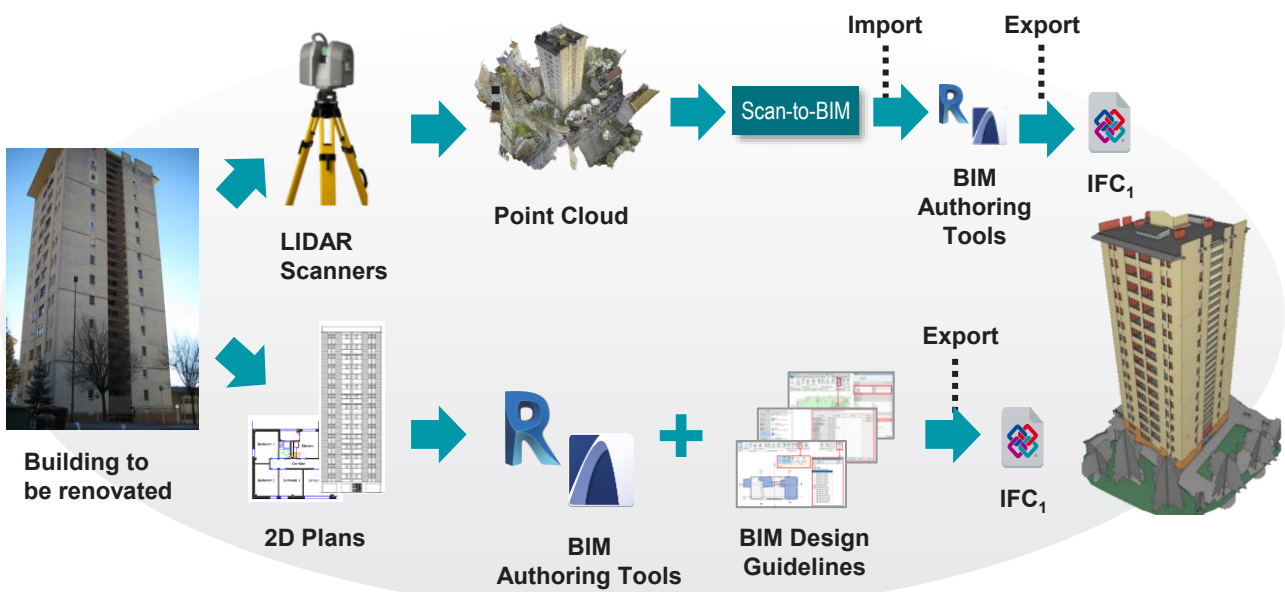 Import
Export
Scan-to-BIM
BIM
Authoring
Tools
IFC1
Point Cloud
LIDAR
Scanners
Building to
be renovated
2D Plans
BIM
Authoring Tools
BIM Design
Guidelines
Export
IFC1